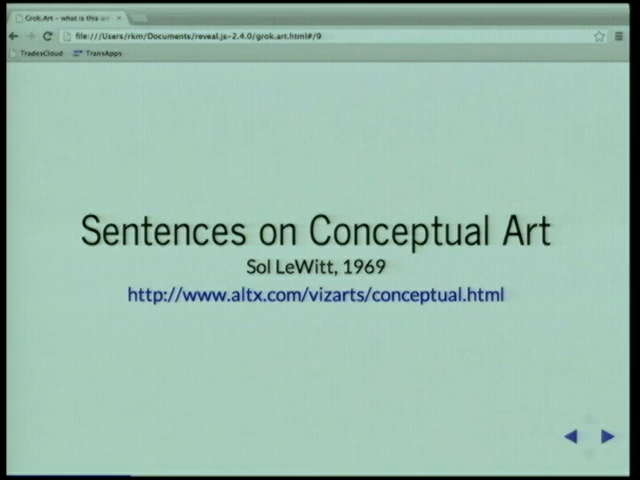 Grok.Art - what is this art
file:///Users/rkm/Documents/reveal.js-2.4.0/grok.art.html#/9
TradesCloud TransApps
Sentences on Conceptual Art
Sol LeWitt, 1969
http://www.altx.com/vizarts/conceptual.html